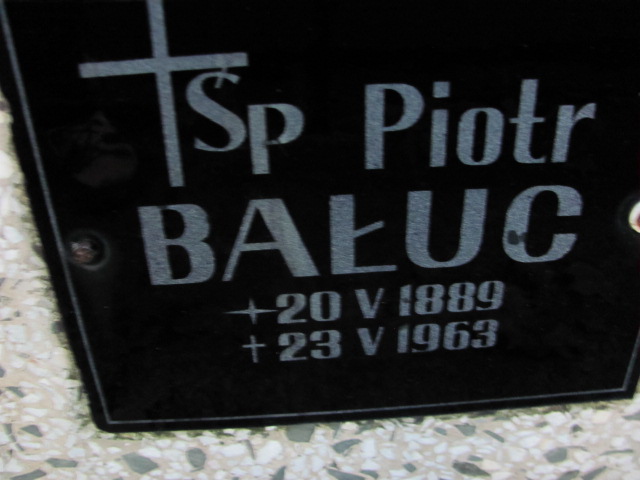 ŚP Piotr
BAŁUC
+20 V 1889
†23 V 1963